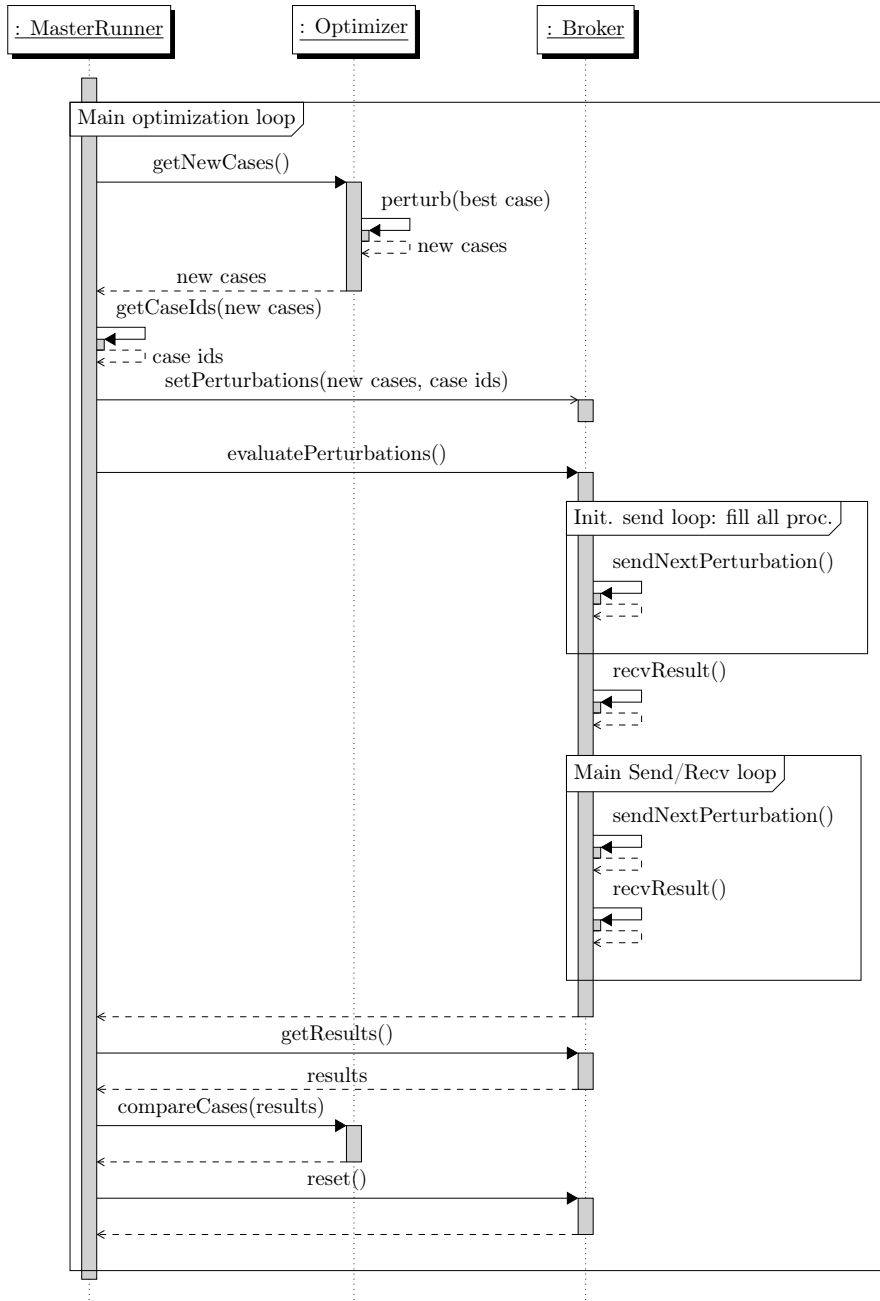 : MasterRunner
: Optimizer
: Broker
Main optimization loop
getNewCases()
perturb(best case)
new cases
new cases
getCaseIds(new cases)
case ids
setPerturbations(new cases, case ids)
evaluatePerturbations()
Init. send loop: fill all proc.
sendNextPerturbation()
recvResult()
Main Send/Recv loop
sendNextPerturbation()
recvResult()
getResults()
results
compareCases(results)
reset()